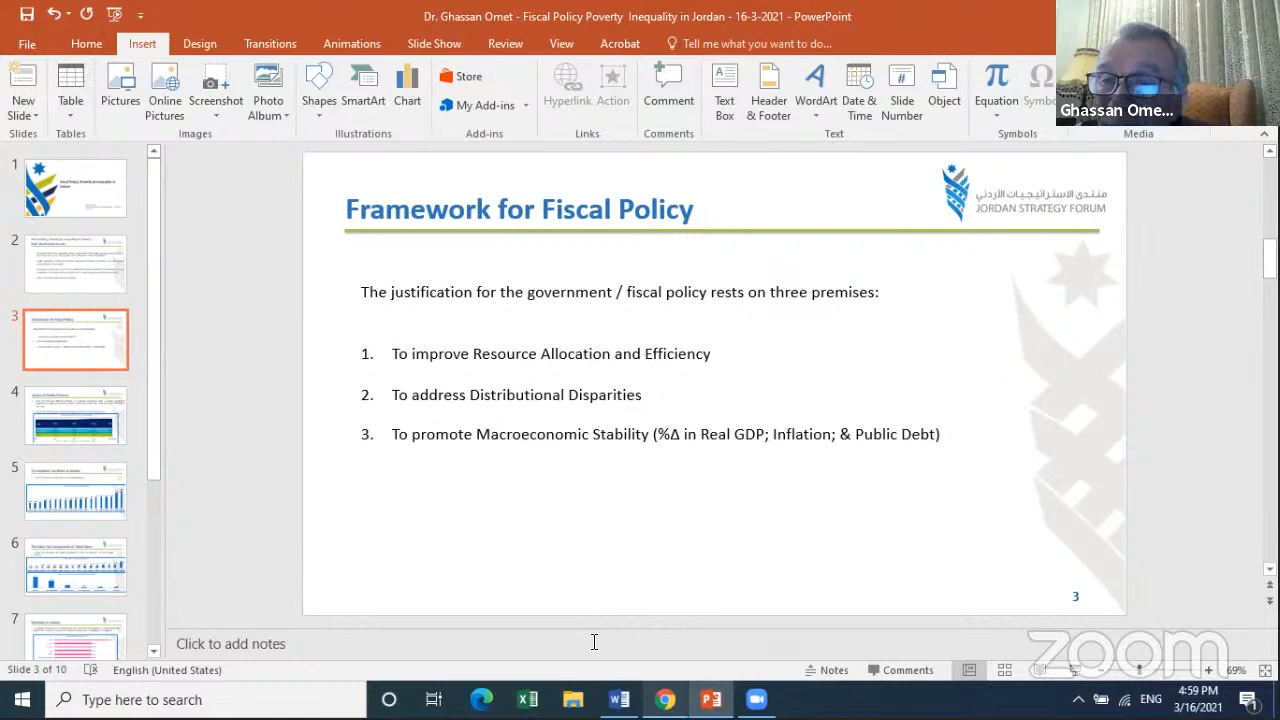 Dr. Ghassan Omet - Fiscal Policy Poverty Inequality in Jordan - 16-3-2021 - PowerPoint
File Home Insert Design Transitions Animations Slide Show Review View Acrobat Tell me what you want to do...
New Slide
Table
Pictures
Online Pictures
Screenshot
Photo Album
Shapes
SmartArt
Chart
Store
My Add-ins
Hyperlink
Action
Comment
Text Box
Header & Footer
WordArt
Date & Time
Slide Number
Object
Equation
Ghassan Ome...
Slides Tables Images Illustrations Add-ins Links Comments Text Symbols Media
1
2
3
4
5
6
7
منتدى الاستراتيجيات الأردني
JORDAN STRATEGY FORUM
Framework for Fiscal Policy
The justification for the government / fiscal policy rests on three premises:
1. To improve Resource Allocation and Efficiency
2. To address Distributional Disparities
3. To promote Macroeconomic Stability (%Δ in Real GDP; Inflation; & Public Debt)
3
Click to add notes
zoom
Slide 3 of 10 English (United States) Notes Comments 69%
Type here to search
ENG
4:59 PM
3/16/2021